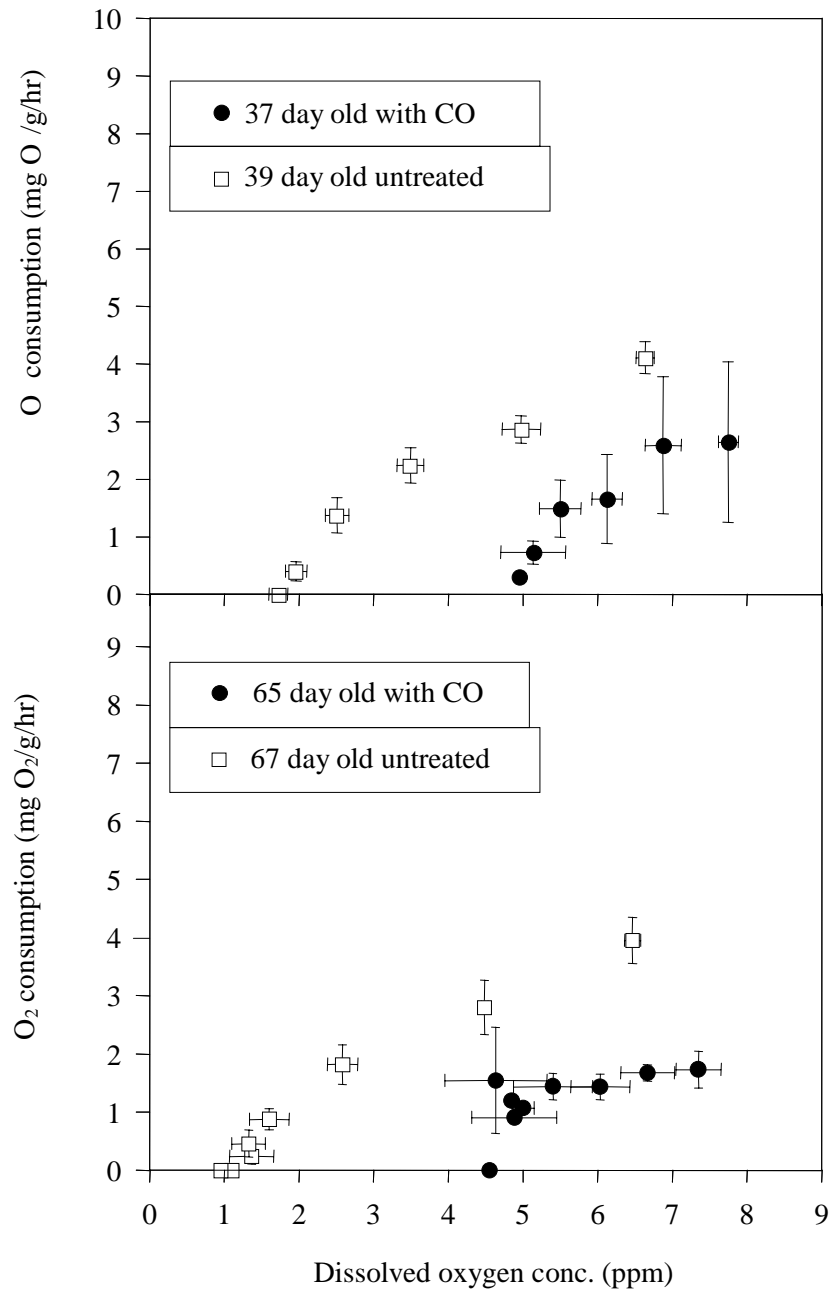 O consumption (mg O /g/hr)
10
9
8
7
6
5
4
3
2
1
0
37 day old with CO
39 day old untreated
O₂ consumption (mg O₂/g/hr)
9
8
7
6
5
4
3
2
1
0
65 day old with CO
67 day old untreated
0 1 2 3 4 5 6 7 8 9
Dissolved oxygen conc. (ppm)